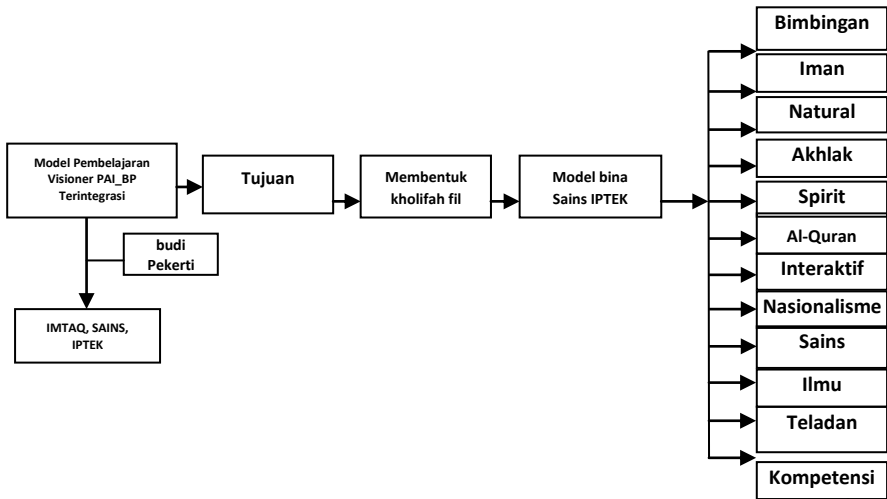 Model Pembelajaran
Visioner PAI_BP
Terintegrasi
budi
Pekerti
IMTAQ, SAINS,
IPTEK
Tujuan
Membentuk
kholifah fil
Model bina
Sains IPTEK
Bimbingan
Iman
Natural
Akhlak
Spirit
Al-Quran
Interaktif
Nasionalisme
Sains
Ilmu
Teladan
Kompetensi